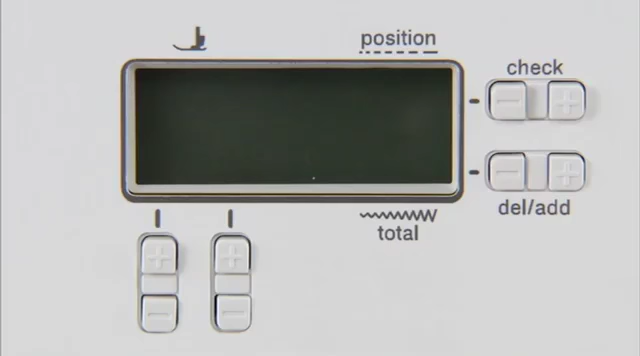 position
check
- +
- +
del/add
total
+ +
- -